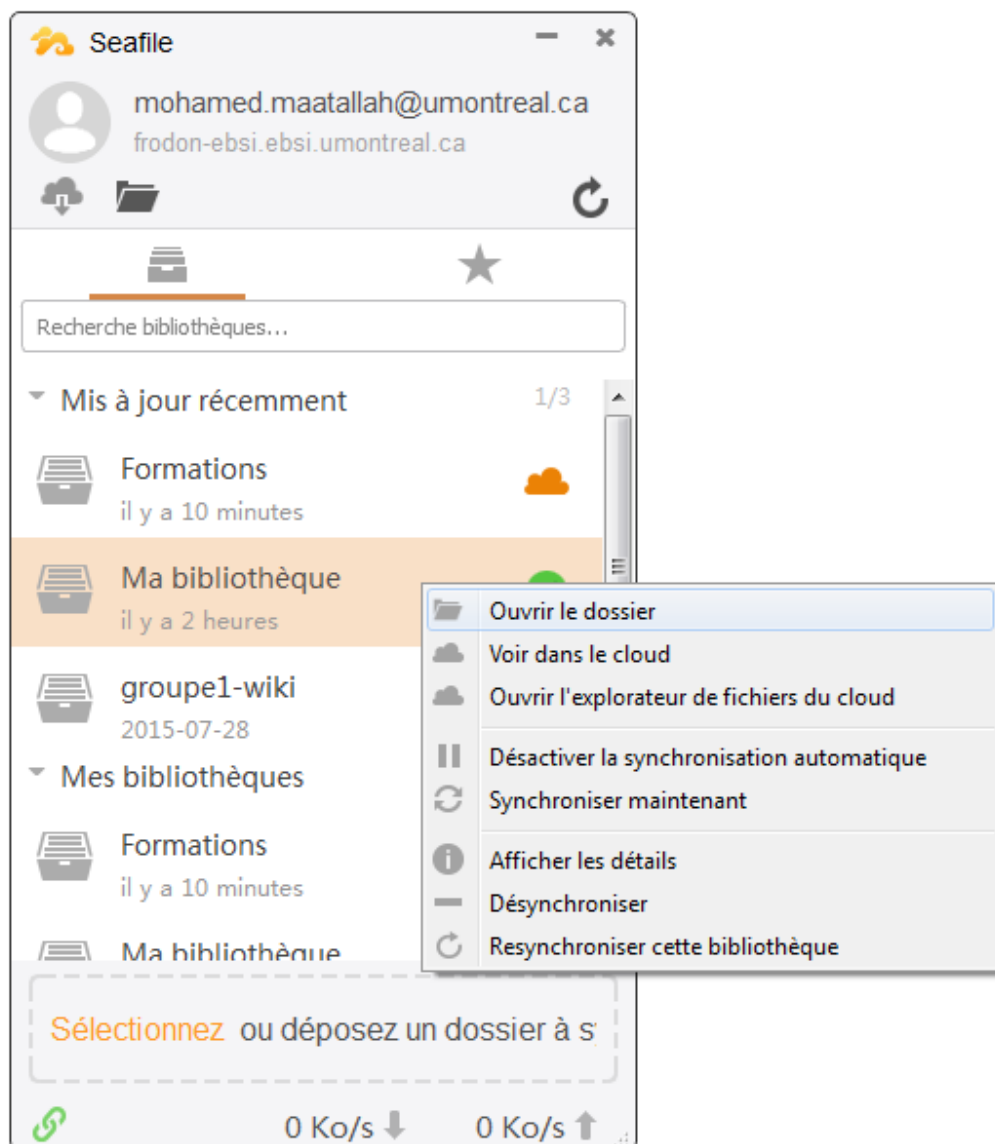 Seafile
mohamed.maatallah@umontreal.ca
frodon-ebsi.ebsi.umontreal.ca
Recherche bibliothèques...
Mis à jour récemment 1/3
Formations
il y a 10 minutes
Ma bibliothèque
il y a 2 heures
groupe1-wiki
2015-07-28
Mes bibliothèques
Formations
il y a 10 minutes
Ma bibliothèque
Ouvrir le dossier
Voir dans le cloud
Ouvrir l'explorateur de fichiers du cloud
Désactiver la synchronisation automatique
Synchroniser maintenant
Afficher les détails
Désynchroniser
Resynchroniser cette bibliothèque
Sélectionnez ou déposez un dossier à
0 Ko/s 0 Ko/s